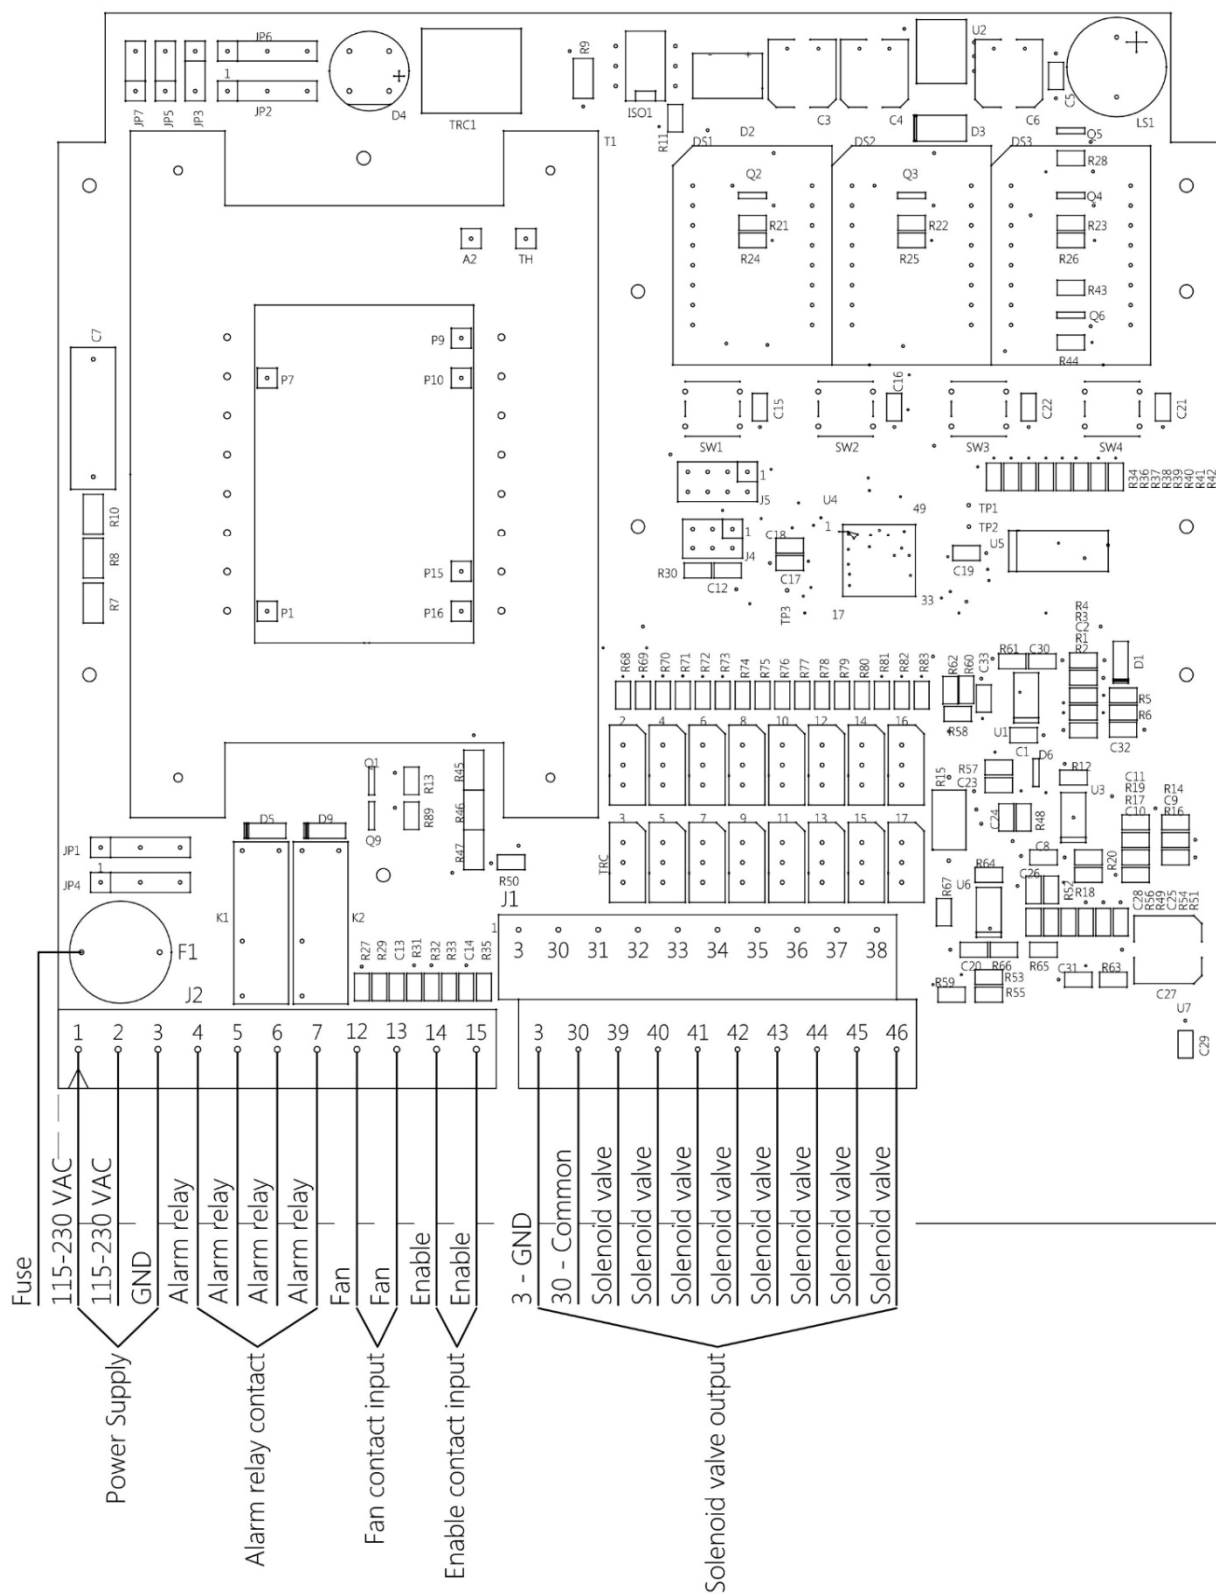 JP7
JP5
JP3
JP6
1
JP2
D4
TRC1
R9
ISO1
R11
T1
D2
C3
C4
U2
D3
C6
C5
LS1
DS1
DS2
DS3
Q5
R28
Q2
Q3
Q4
R21
R22
R23
R24
R25
R26
R43
Q6
R44
A2
TH
C7
P9
P7
P10
P15
P1
P16
R10
R8
R7
C15
C16
C22
C21
SW1
SW2
SW3
SW4
1
J5
1
J4
R30
C12
U4
1
49
C18
C17
TP3
17
33
TP1
TP2
U5
C19
R34
R36
R37
R38
R39
R40
R41
R42
R4
R3
C2
R1
R2
D1
R5
R6
C32
R68
R69
R70
R71
R72
R73
R74
R75
R76
R77
R78
R79
R80
R81
R82
R83
R62
R60
C33
R61
C30
R58
U1
C1
2
4
6
8
10
12
14
16
3
5
7
9
11
13
15
17
TRC
R15
R57
C23
D6
R12
C24
R48
U3
C11
R19
R17
C10
R14
C9
R16
C8
R20
R64
C26
R52
U6
R67
R18
C28
R56
R49
C25
R54
R51
C20
R66
R65
R53
R59
R55
C31
R63
C27
U7
C29
Q1
R13
Q9
R89
R45
R46
R47
R50
D5
D9
JP1
1
JP4
K1
K2
F1
J2
J1
R27
R29
C13
R31
R32
R33
C14
R35
1
3 30 31 32 33 34 35 36 37 38
1 2 3 4 5 6 7 12 13 14 15
3 30 39 40 41 42 43 44 45 46
Fuse
115-230 VAC
115-230 VAC
GND
Alarm relay
Alarm relay
Alarm relay
Alarm relay
Fan
Fan
Enable
Enable
3 - GND
30 - Common
Solenoid valve
Solenoid valve
Solenoid valve
Solenoid valve
Solenoid valve
Solenoid valve
Solenoid valve
Solenoid valve
Power Supply
Alarm relay contact
Fan contact input
Enable contact input
Solenoid valve output